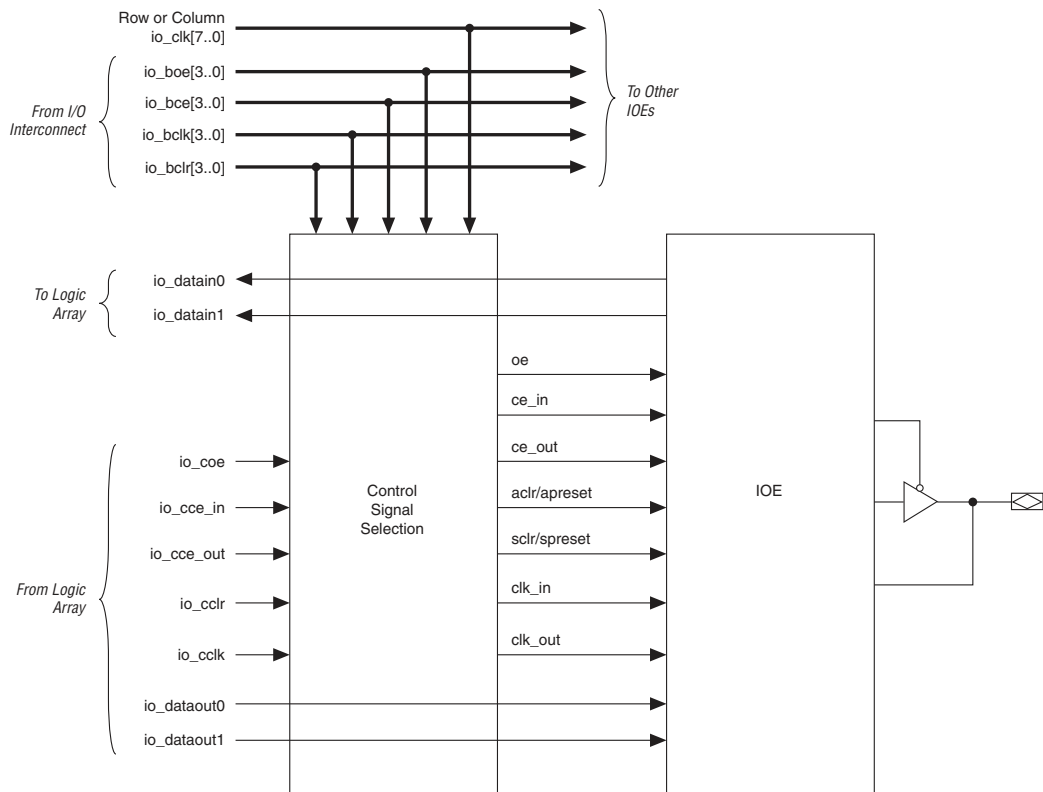 Row or Column
io_clk[7..0]
io_boe[3..0]
From I/O
Interconnect
io_bce[3..0]
io_bclk[3..0]
io_bclr[3..0]
To Other
IOEs
To Logic
Array
io_datain0
io_datain1
oe
ce_in
ce_out
aclr/apreset
sclr/spreset
clk_in
clk_out
From Logic
Array
io_coe
io_cce_in
io_cce_out
io_cclr
io_cclk
io_dataout0
io_dataout1
Control
Signal
Selection
IOE